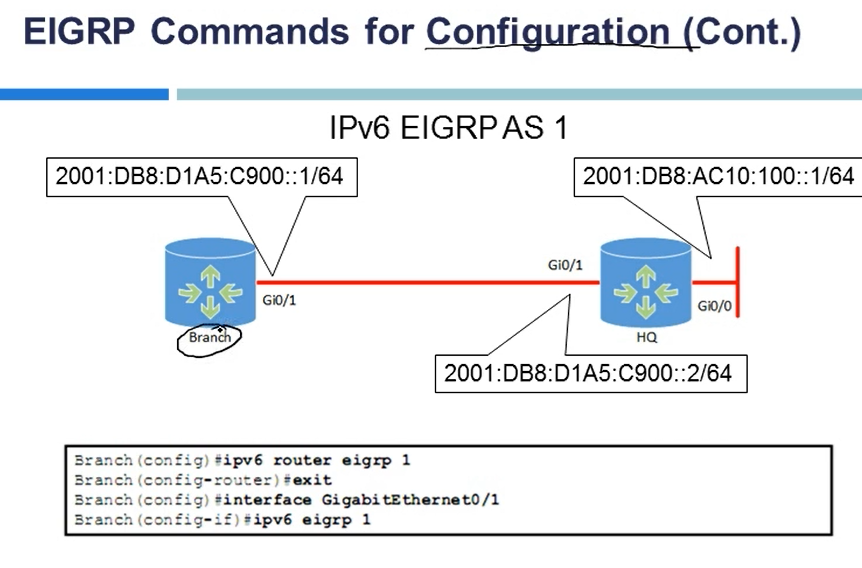 EIGRP Commands for Configuration (Cont.)
IPv6 EIGRP AS 1
2001:DB8:D1A5:C900::1/64
2001:DB8:AC10:100::1/64
Gi0/1
Gi0/1
Gi0/0
Branch
HQ
2001:DB8:D1A5:C900::2/64
Branch(config)#ipv6 router eigrp 1
Branch(config-router)#exit
Branch(config)#interface GigabitEthernet0/1
Branch(config-if)#ipv6 eigrp 1